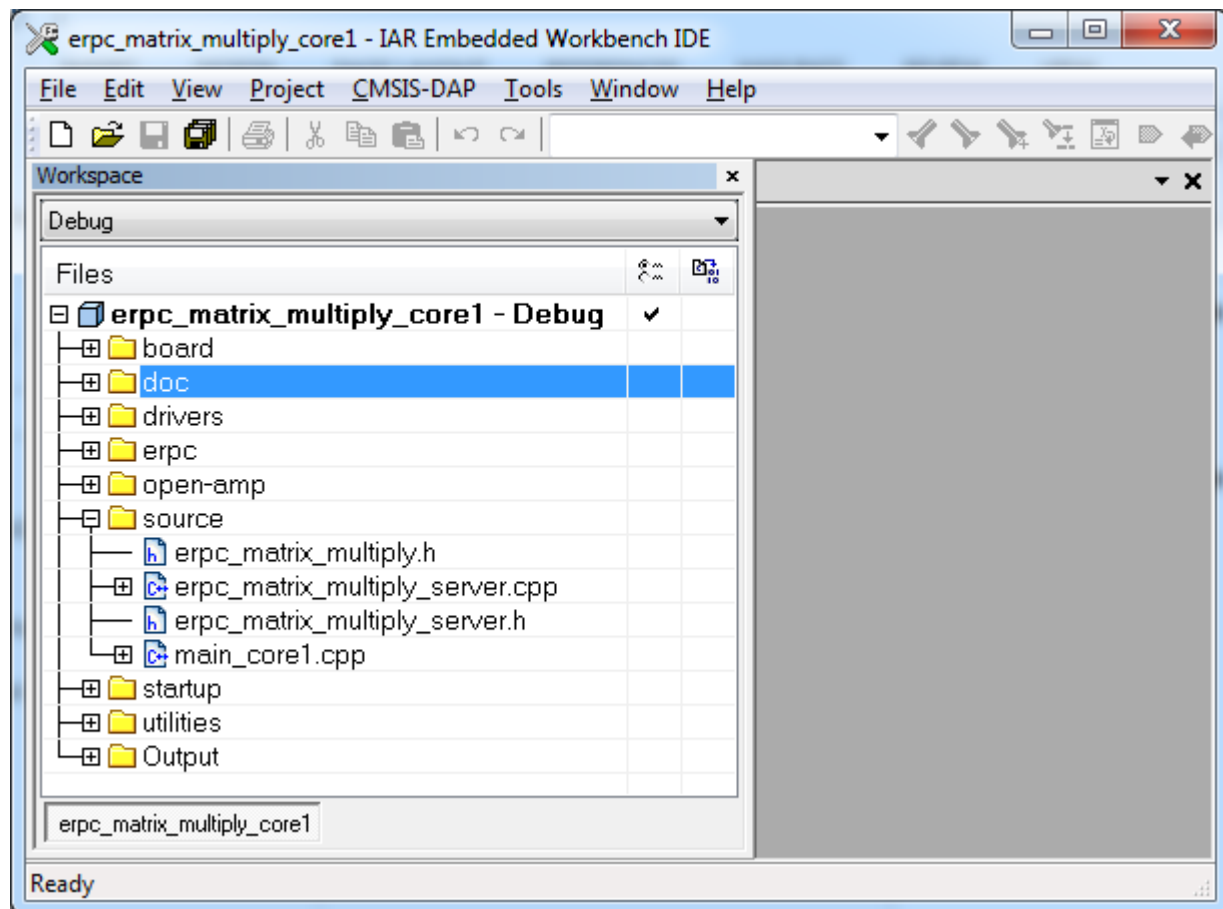 erpc_matrix_multiply_core1 - IAR Embedded Workbench IDE
File Edit View Project CMSIS-DAP Tools Window Help
Workspace
Debug
Files
erpc_matrix_multiply_core1 - Debug
board
doc
drivers
erpc
open-amp
source
erpc_matrix_multiply.h
erpc_matrix_multiply_server.cpp
erpc_matrix_multiply_server.h
main_core1.cpp
startup
utilities
Output
erpc_matrix_multiply_core1
Ready